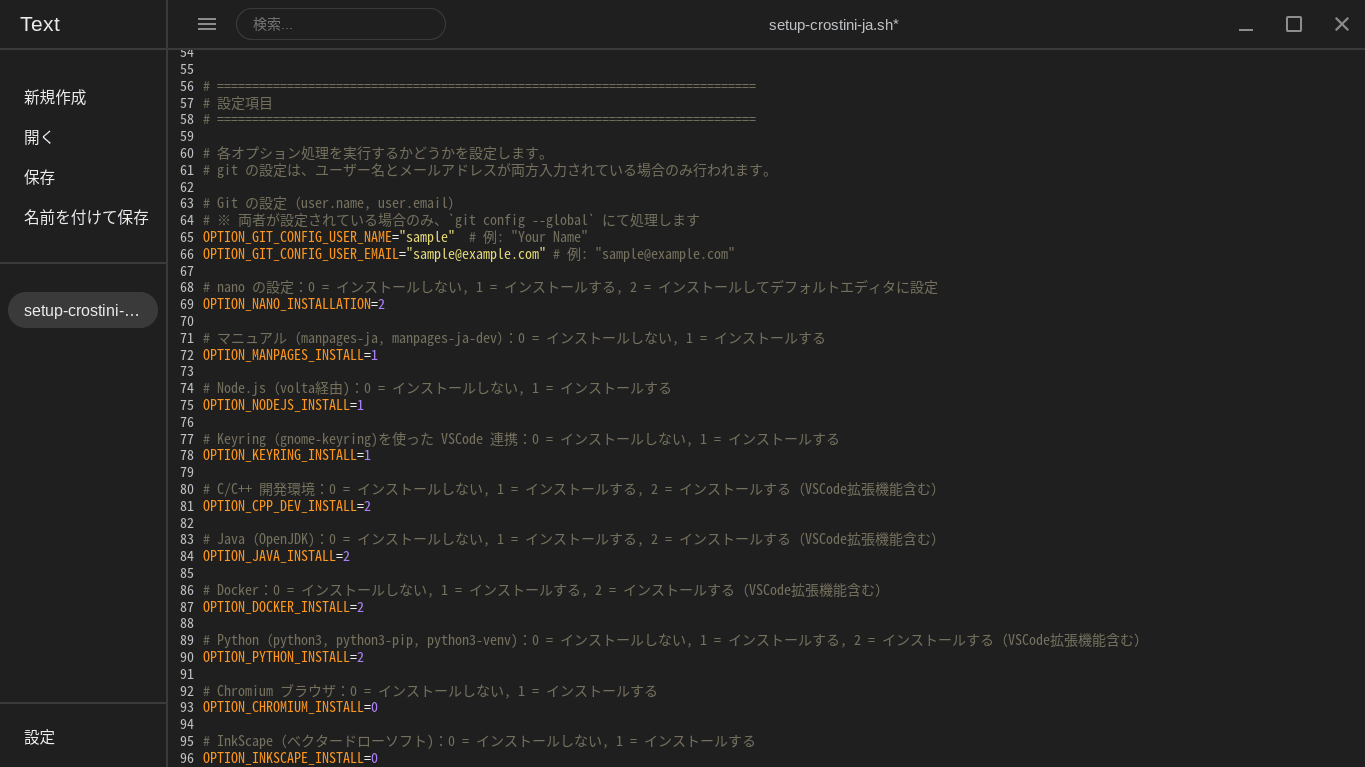 Text
検索...
setup-crostini-ja.sh*
新規作成
開く
保存
名前を付けて保存
setup-crostini-…
設定
54
55
56 # =============================================================================
57 # 設定項目
58 # =============================================================================
59
60 # 各オプション処理を実行するかどうかを設定します。
61 # git の設定は、ユーザー名とメールアドレスが両方入力されている場合のみ行われます。
62
63 # Git の設定（user.name, user.email）
64 # ※ 両者が設定されている場合のみ、`git config --global` にて処理します
65 OPTION_GIT_CONFIG_USER_NAME="sample"  # 例: "Your Name"
66 OPTION_GIT_CONFIG_USER_EMAIL="sample@example.com" # 例: "sample@example.com"
67
68 # nano の設定：0 = インストールしない, 1 = インストールする, 2 = インストールしてデフォルトエディタに設定
69 OPTION_NANO_INSTALLATION=2
70
71 # マニュアル（manpages-ja, manpages-ja-dev）：0 = インストールしない, 1 = インストールする
72 OPTION_MANPAGES_INSTALL=1
73
74 # Node.js（volta経由）：0 = インストールしない, 1 = インストールする
75 OPTION_NODEJS_INSTALL=1
76
77 # Keyring（gnome-keyring)を使った VSCode 連携：0 = インストールしない, 1 = インストールする
78 OPTION_KEYRING_INSTALL=1
79
80 # C/C++ 開発環境：0 = インストールしない, 1 = インストールする, 2 = インストールする（VSCode拡張機能含む）
81 OPTION_CPP_DEV_INSTALL=2
82
83 # Java（OpenJDK)：0 = インストールしない, 1 = インストールする, 2 = インストールする（VSCode拡張機能含む）
84 OPTION_JAVA_INSTALL=2
85
86 # Docker：0 = インストールしない, 1 = インストールする, 2 = インストールする（VSCode拡張機能含む）
87 OPTION_DOCKER_INSTALL=2
88
89 # Python（python3, python3-pip, python3-venv)：0 = インストールしない, 1 = インストールする, 2 = インストールする（VSCode拡張機能含む）
90 OPTION_PYTHON_INSTALL=2
91
92 # Chromium ブラウザ：0 = インストールしない, 1 = インストールする
93 OPTION_CHROMIUM_INSTALL=0
94
95 # InkScape（ベクタードローソフト)：0 = インストールしない, 1 = インストールする
96 OPTION_INKSCAPE_INSTALL=0